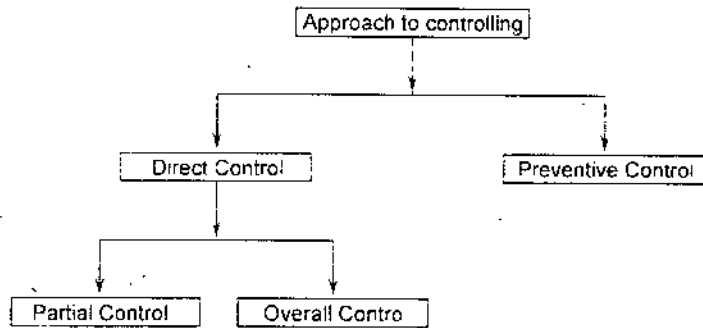 Approach to controlling
Direct Control
Preventive Control
Partial Control
Overall Contro